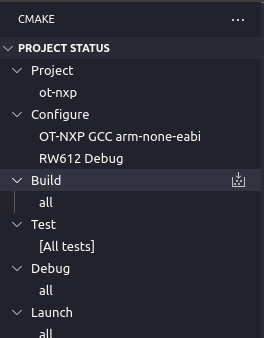 CMAKE
PROJECT STATUS
Project
ot-nxp
Configure
OT-NXP GCC arm-none-eabi
RW612 Debug
Build
all
Test
[All tests]
Debug
all
Launch
all